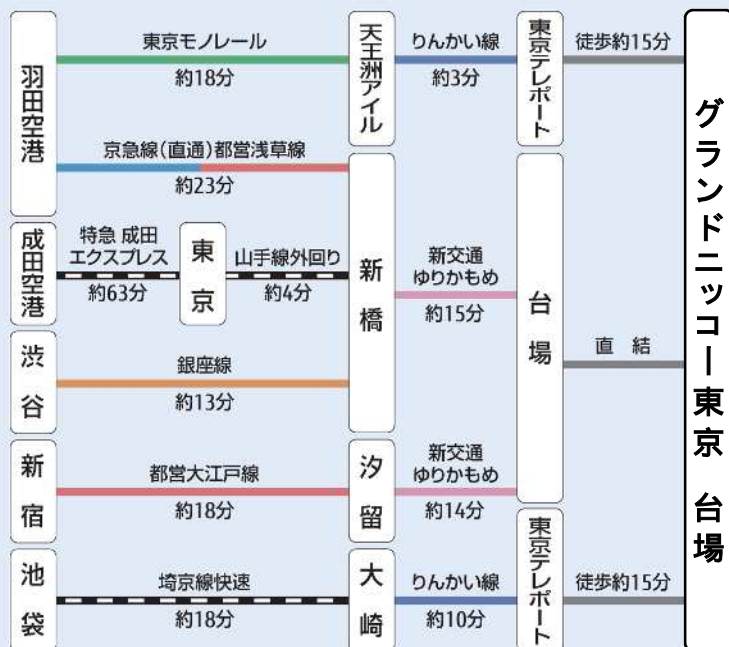 羽田空港
東京モノレール
約18分
天王洲アイル
りんかい線
約3分
東京テレポート
徒歩約15分
京急線(直通)都営浅草線
約23分
成田空港
特急 成田
エクスプレス
約63分
東京
山手線外回り
約4分
新橋
新交通
ゆりかもめ
約15分
台場
直結
渋谷
銀座線
約13分
新宿
都営大江戸線
約18分
汐留
新交通
ゆりかもめ
約14分
池袋
埼京線快速
約18分
大崎
りんかい線
約10分
東京テレポート
徒歩約15分
グランドニッコー東京 台場